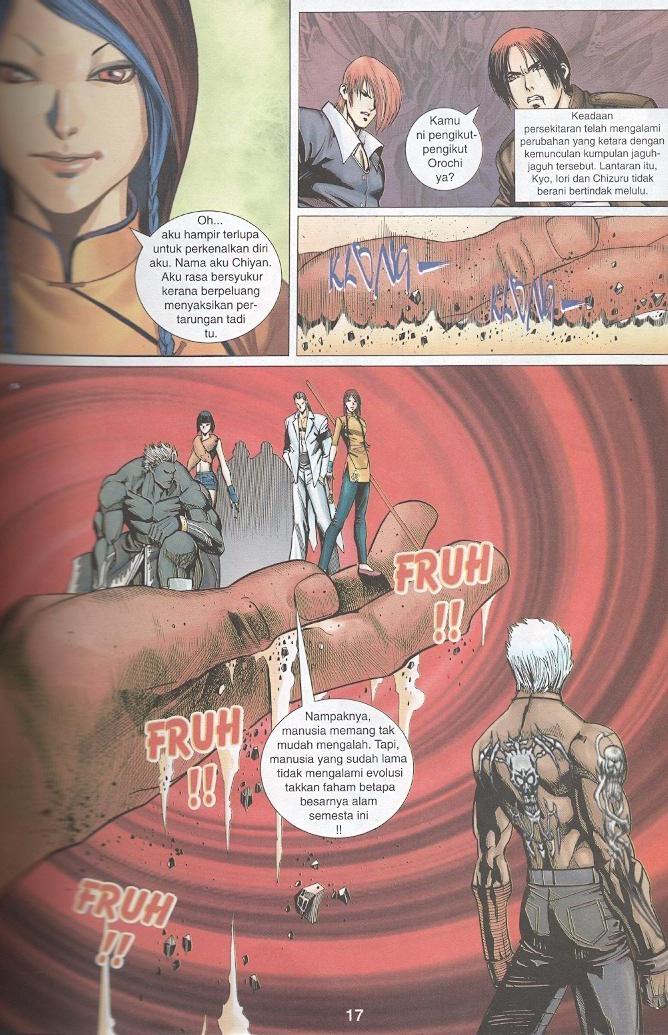 Oh...
aku hampir terlupa
untuk perkenalkan diri
aku. Nama aku Chiyan.
Aku rasa bersyukur
kerana berpeluang
menyaksikan per-
tarungan tadi
tu.
Kamu
ni pengikut-
pengikut
Orochi
ya?
Keadaan
persekitaran telah mengalami
perubahan yang ketara dengan
kemunculan kumpulan jaguh-
jaguh tersebut. Lantaran itu,
Kyo, Iori dan Chizuru tidak
berani bertindak melulu.
KLONG
KLONG
FRUH
!!
Nampaknya,
manusia memang tak
mudah mengalah. Tapi,
manusia yang sudah lama
tidak mengalami evolusi
takkan faham betapa
besarnya alam
semesta ini
!!
FRUH
!!
FRUH
!!
17